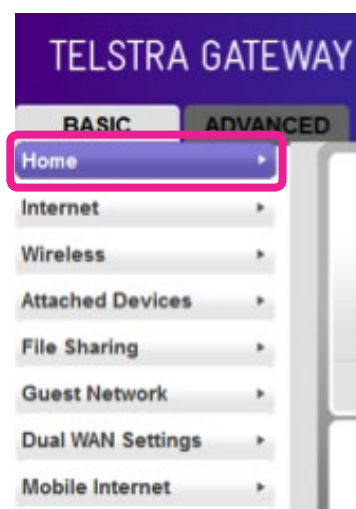 TELSTRA GATEWAY
BASIC ADVANCED
Home
Internet
Wireless
Attached Devices
File Sharing
Guest Network
Dual WAN Settings
Mobile Internet